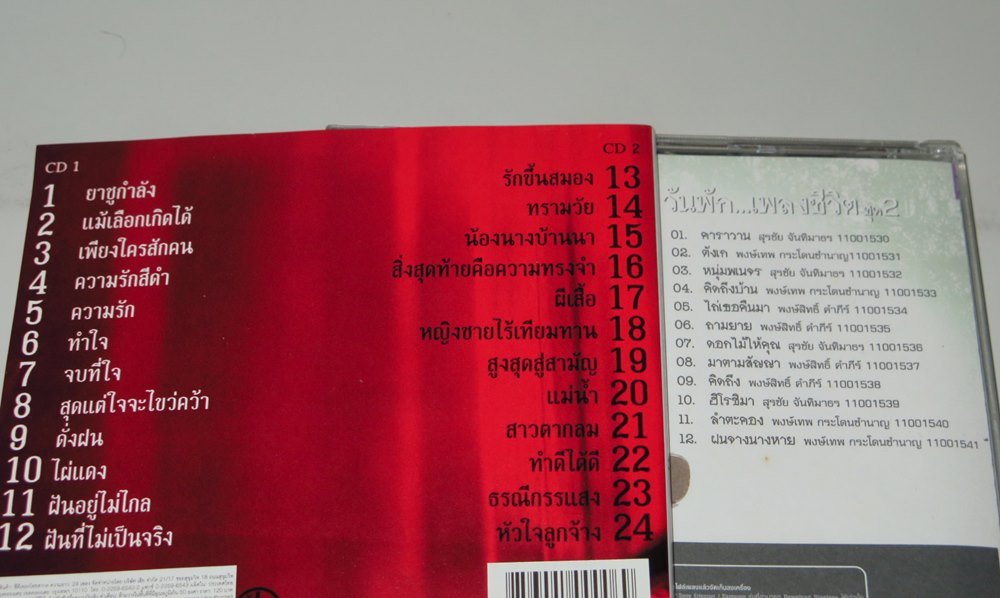 CD 1
1 ยาชูกำลัง
2 แม้เลือกเกิดได้
3 เพียงใครสักคน
4 ความรักสีดำ
5 ความรัก
6 ทำใจ
7 จบที่ใจ
8 สุดแต่ใจจะไขว่คว้า
9 ดั่งฝน
10 ไผ่แดง
11 ฝันอยู่ไม่ไกล
12 ฝันที่ไม่เป็นจริง
CD 2
รักขึ้นสมอง 13
ทรามวัย 14
น้องนางบ้านนา 15
สิ่งสุดท้ายคือความทรงจำ 16
ผีเสื้อ 17
หญิงชายไร้เทียมทาน 18
สูงสุดสู่สามัญ 19
แม่น้ำ 20
สาวตากลม 21
ทำดีได้ดี 22
ธรณีกรรแสง 23
หัวใจลูกจ้าง 24
วันพัก...เพลงชีวิต ชุด 2
01. คาราวาน สุรชัย จันทิมาธร 11001530
02. ตังเก พงษ์เทพ กระโดนชำนาญ 11001531
03. หนุ่มพเนจร สุรชัย จันทิมาธร 11001532
04. คิดถึงบ้าน พงษ์เทพ กระโดนชำนาญ 11001533
05. ไถ่เธอคืนมา พงษ์สิทธิ์ คำภีร์ 11001534
06. ถามยาย พงษ์สิทธิ์ คำภีร์ 11001535
07. ดอกไม้ให้คุณ สุรชัย จันทิมาธร 11001536
08. มาตามสัญญา พงษ์สิทธิ์ คำภีร์ 11001537
09. คิดถึง พงษ์สิทธิ์ คำภีร์ 11001538
10. ฮิโรชิมา สุรชัย จันทิมาธร 11001539
11. ลำตะคอง พงษ์เทพ กระโดนชำนาญ 11001540
12. ฝนจางนางหาย พงษ์เทพ กระโดนชำนาญ 11001541